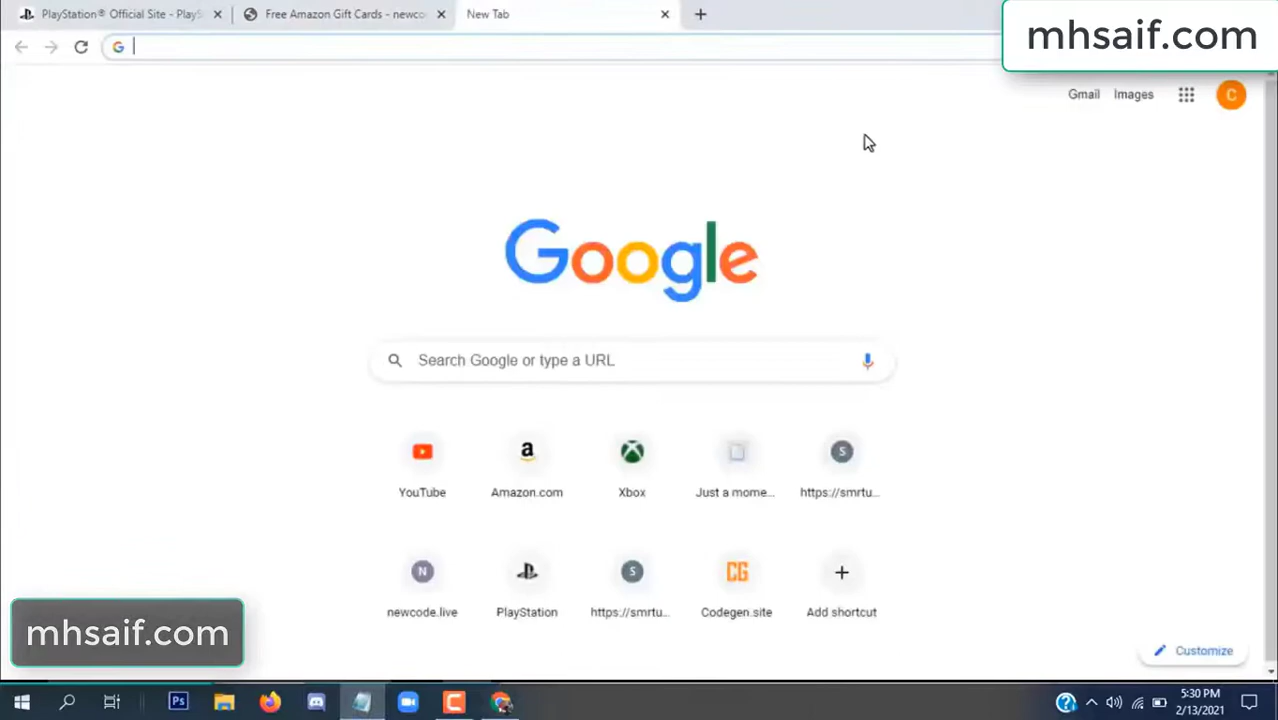 PlayStation® Official Site - PlayS
Free Amazon Gift Cards - newco
New Tab
mhsaif.com
Gmail
Images
C
Google
Search Google or type a URL
YouTube
Amazon.com
Xbox
Just a mome...
https://smrtu...
newcode.live
PlayStation
https://smrtu...
Codegen.site
Add shortcut
mhsaif.com
Customize
5:30 PM
2/13/2021